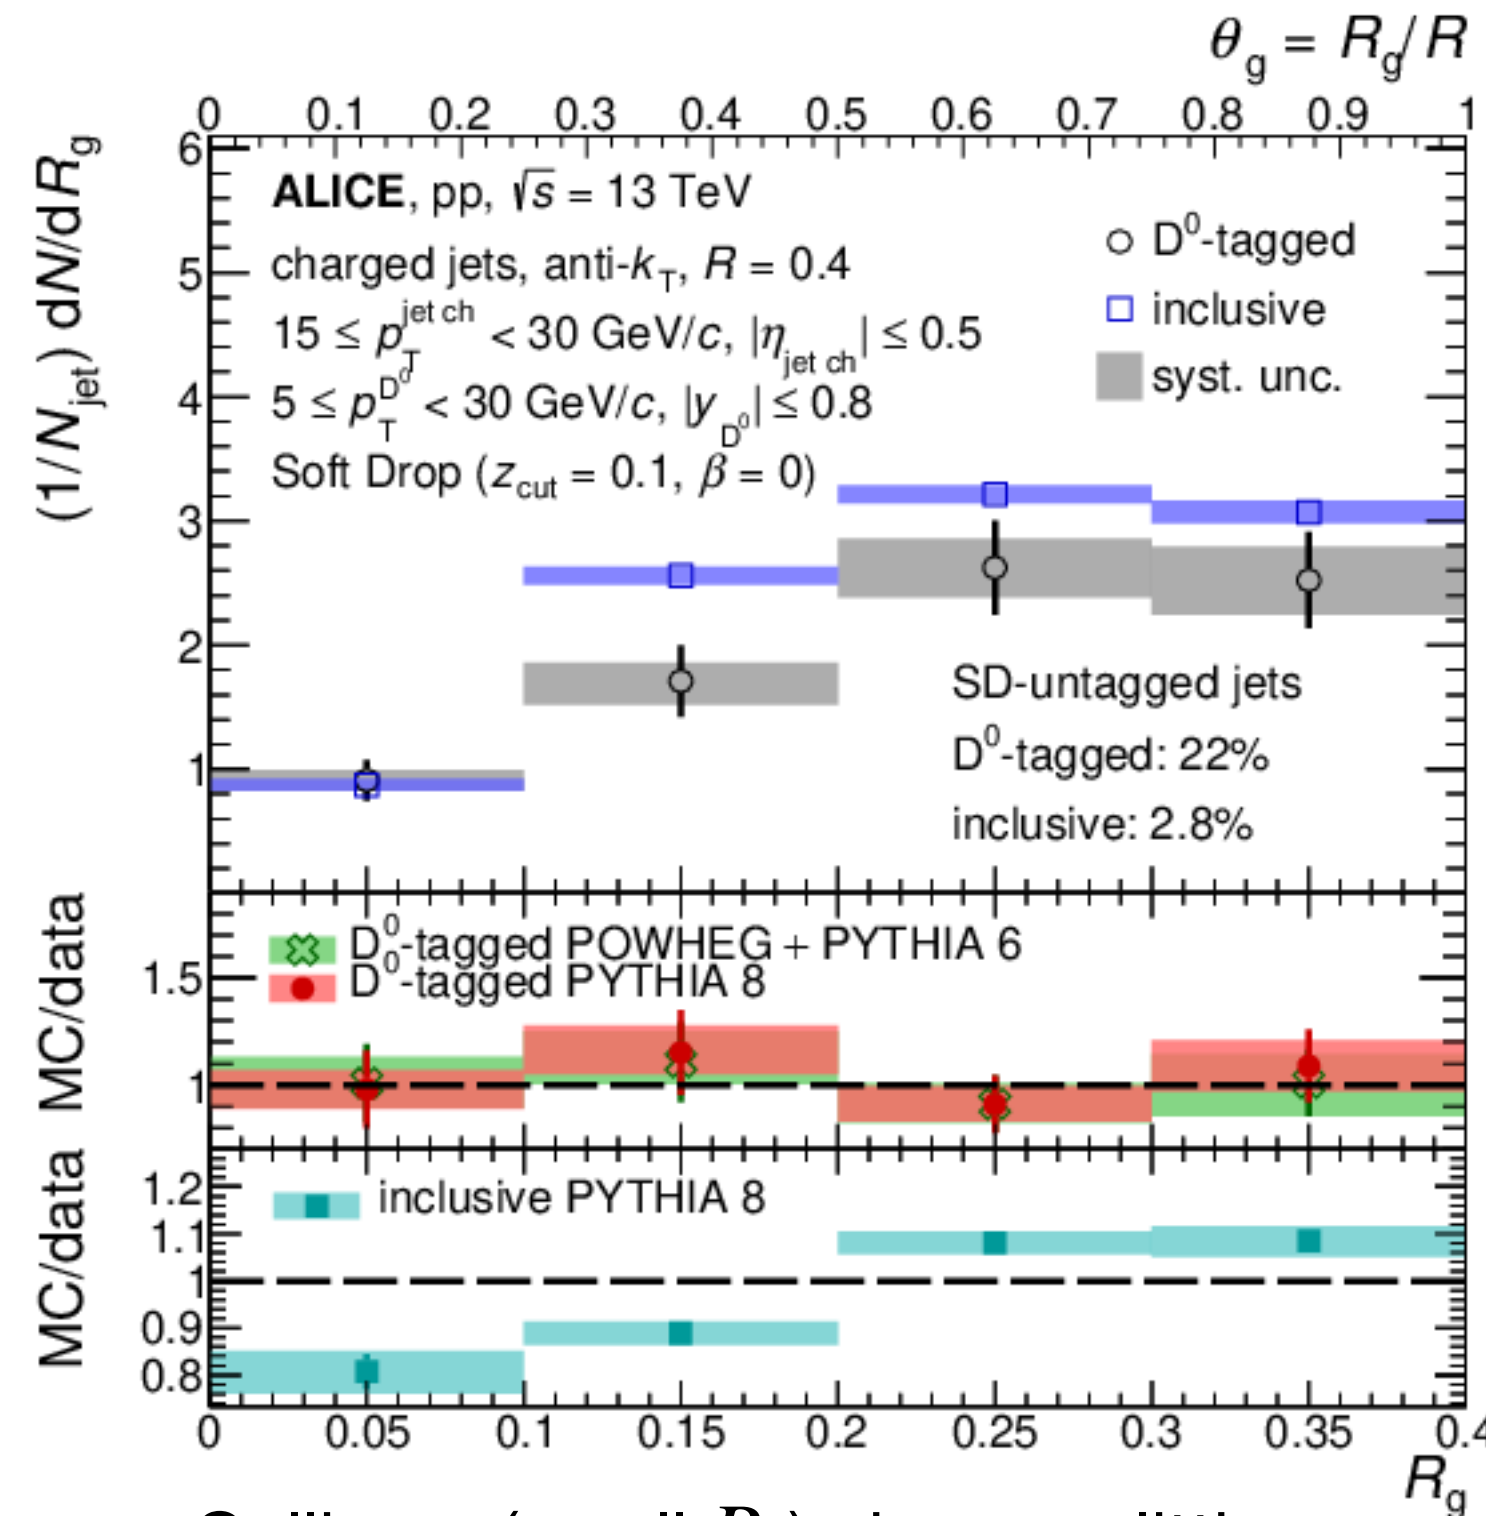 θg = Rg/R
0 0.1 0.2 0.3 0.4 0.5 0.6 0.7 0.8 0.9 1
(1/Njet) dN/dRg
6
5
4
3
2
1
ALICE, pp, √s = 13 TeV
charged jets, anti-kT, R = 0.4
15 ≤ pT^jet ch < 30 GeV/c, |ηjet ch| ≤ 0.5
5 ≤ pT^D⁰ < 30 GeV/c, |yD⁰| ≤ 0.8
Soft Drop (zcut = 0.1, β = 0)
D⁰-tagged
inclusive
syst. unc.
SD-untagged jets
D⁰-tagged: 22%
inclusive: 2.8%
MC/data
1.5
1
D⁰-tagged POWHEG + PYTHIA 6
D⁰-tagged PYTHIA 8
MC/data
1.2
1.1
1
0.9
0.8
inclusive PYTHIA 8
0 0.05 0.1 0.15 0.2 0.25 0.3 0.35 0.4
Rg